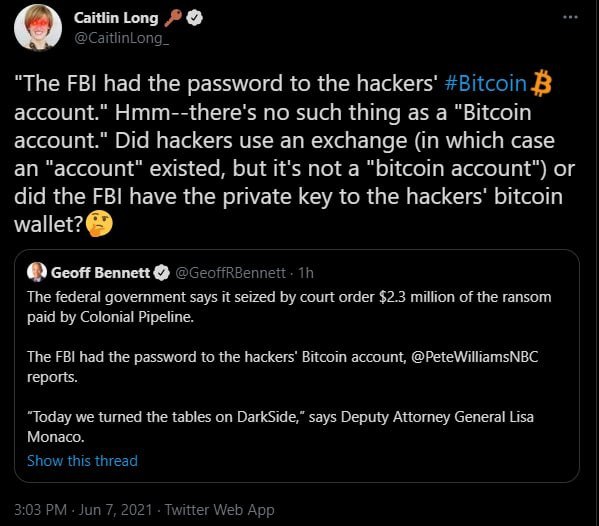 Caitlin Long 🔑
@CaitlinLong_
"The FBI had the password to the hackers' #Bitcoin
account." Hmm--there's no such thing as a "Bitcoin
account." Did hackers use an exchange (in which case
an "account" existed, but it's not a "bitcoin account") or
did the FBI have the private key to the hackers' bitcoin
wallet?🤔
Geoff Bennett @GeoffRBennett · 1h
The federal government says it seized by court order $2.3 million of the ransom
paid by Colonial Pipeline.
The FBI had the password to the hackers' Bitcoin account, @PeteWilliamsNBC
reports.
"Today we turned the tables on DarkSide," says Deputy Attorney General Lisa
Monaco.
Show this thread
3:03 PM · Jun 7, 2021 · Twitter Web App